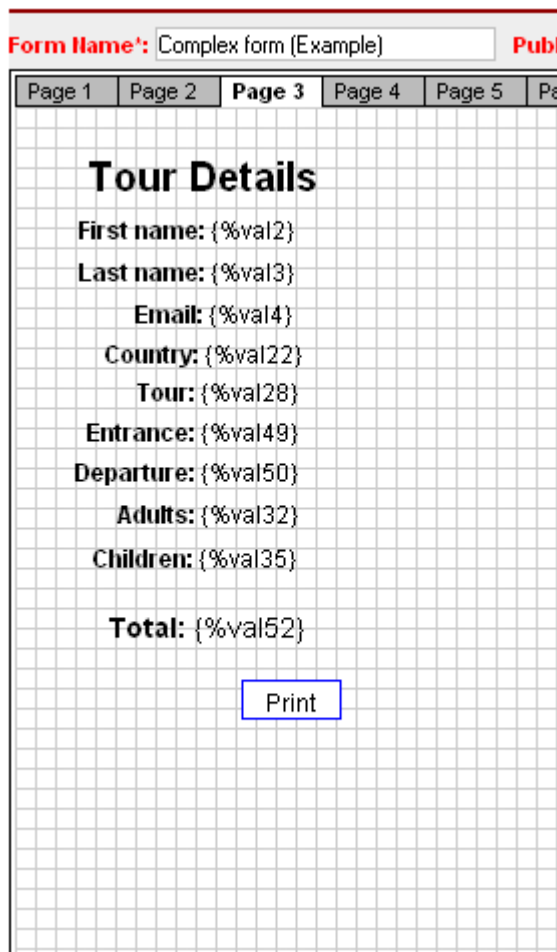 Form Name*: Complex form (Example) Publ
Page 1 Page 2 Page 3 Page 4 Page 5 Pa
Tour Details
First name: {%val2}
Last name: {%val3}
Email: {%val4}
Country: {%val22}
Tour: {%val28}
Entrance: {%val49}
Departure: {%val50}
Adults: {%val32}
Children: {%val35}
Total: {%val52}
Print